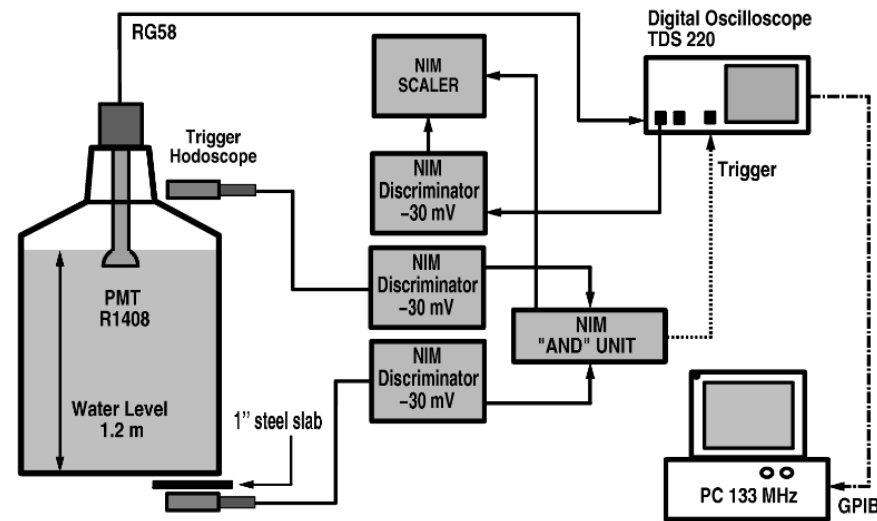 RG58
Digital Oscilloscope
TDS 220
NIM
SCALER
Trigger
Hodoscope
NIM
Discriminator
−30 mV
Trigger
NIM
Discriminator
−30 mV
PMT
R1408
NIM
"AND" UNIT
NIM
Discriminator
−30 mV
Water Level
1.2 m
1’’ steel slab
PC 133 MHz
GPIB